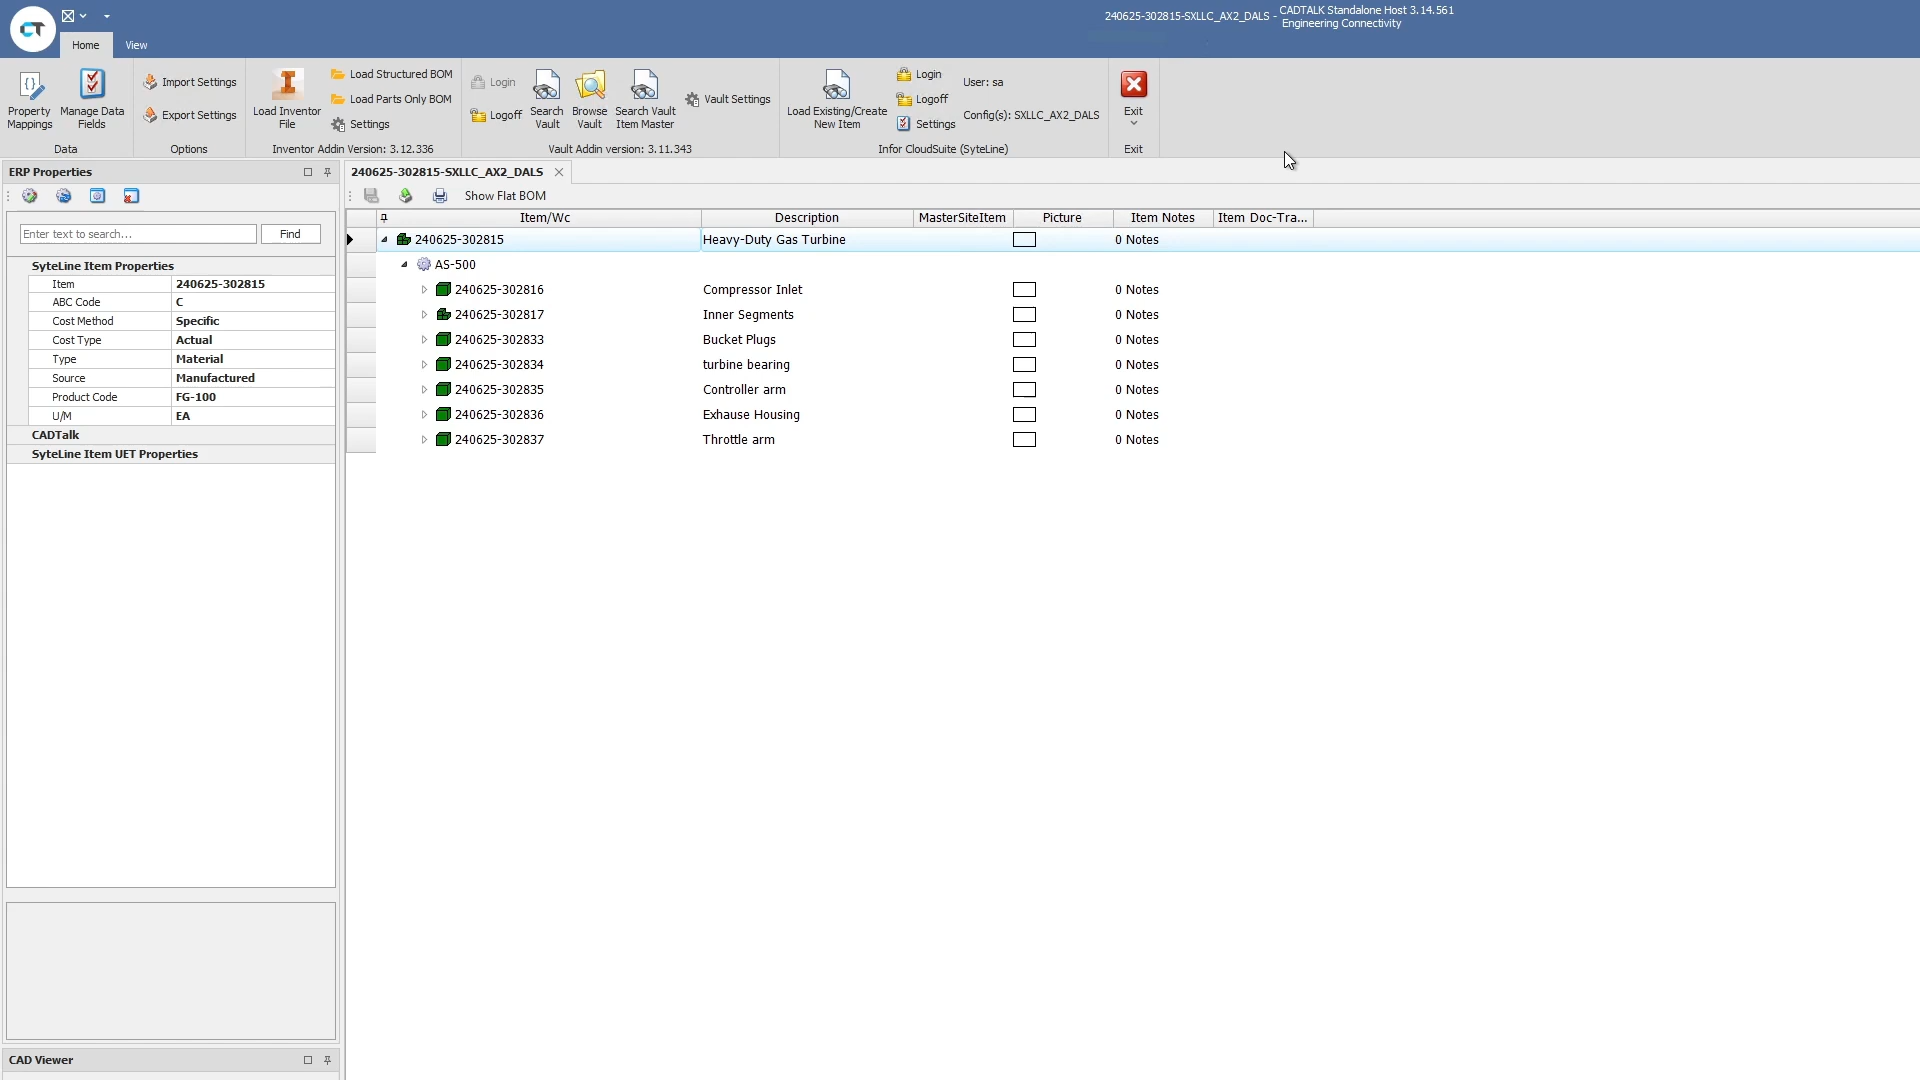 240625-302815-SXLLC_AX2_DALS - CADTALK Standalone Host 3.14.561
Engineering Connectivity
CT
Home View
Property Mappings
Manage Data Fields
Data
Import Settings
Export Settings
Options
Load Inventor File
Load Structured BOM
Load Parts Only BOM
Settings
Inventor Addin Version: 3.12.336
Login
Logoff
Search Vault
Browse Vault
Search Vault Item Master
Vault Settings
Vault Addin version: 3.11.343
Load Existing/Create New Item
Login
Logoff
Settings
User: sa
Config(s): SXLLC_AX2_DALS
Infor CloudSuite (SyteLine)
Exit
Exit
ERP Properties
Enter text to search... Find
SyteLine Item Properties
Item 240625-302815
ABC Code C
Cost Method Specific
Cost Type Actual
Type Material
Source Manufactured
Product Code FG-100
U/M EA
CADTalk
SyteLine Item UET Properties
CAD Viewer
240625-302815-SXLLC_AX2_DALS
Show Flat BOM
Item/Wc Description MasterSiteItem Picture Item Notes Item Doc-Tra...
240625-302815 Heavy-Duty Gas Turbine 0 Notes
AS-500
240625-302816 Compressor Inlet 0 Notes
240625-302817 Inner Segments 0 Notes
240625-302833 Bucket Plugs 0 Notes
240625-302834 turbine bearing 0 Notes
240625-302835 Controller arm 0 Notes
240625-302836 Exhause Housing 0 Notes
240625-302837 Throttle arm 0 Notes